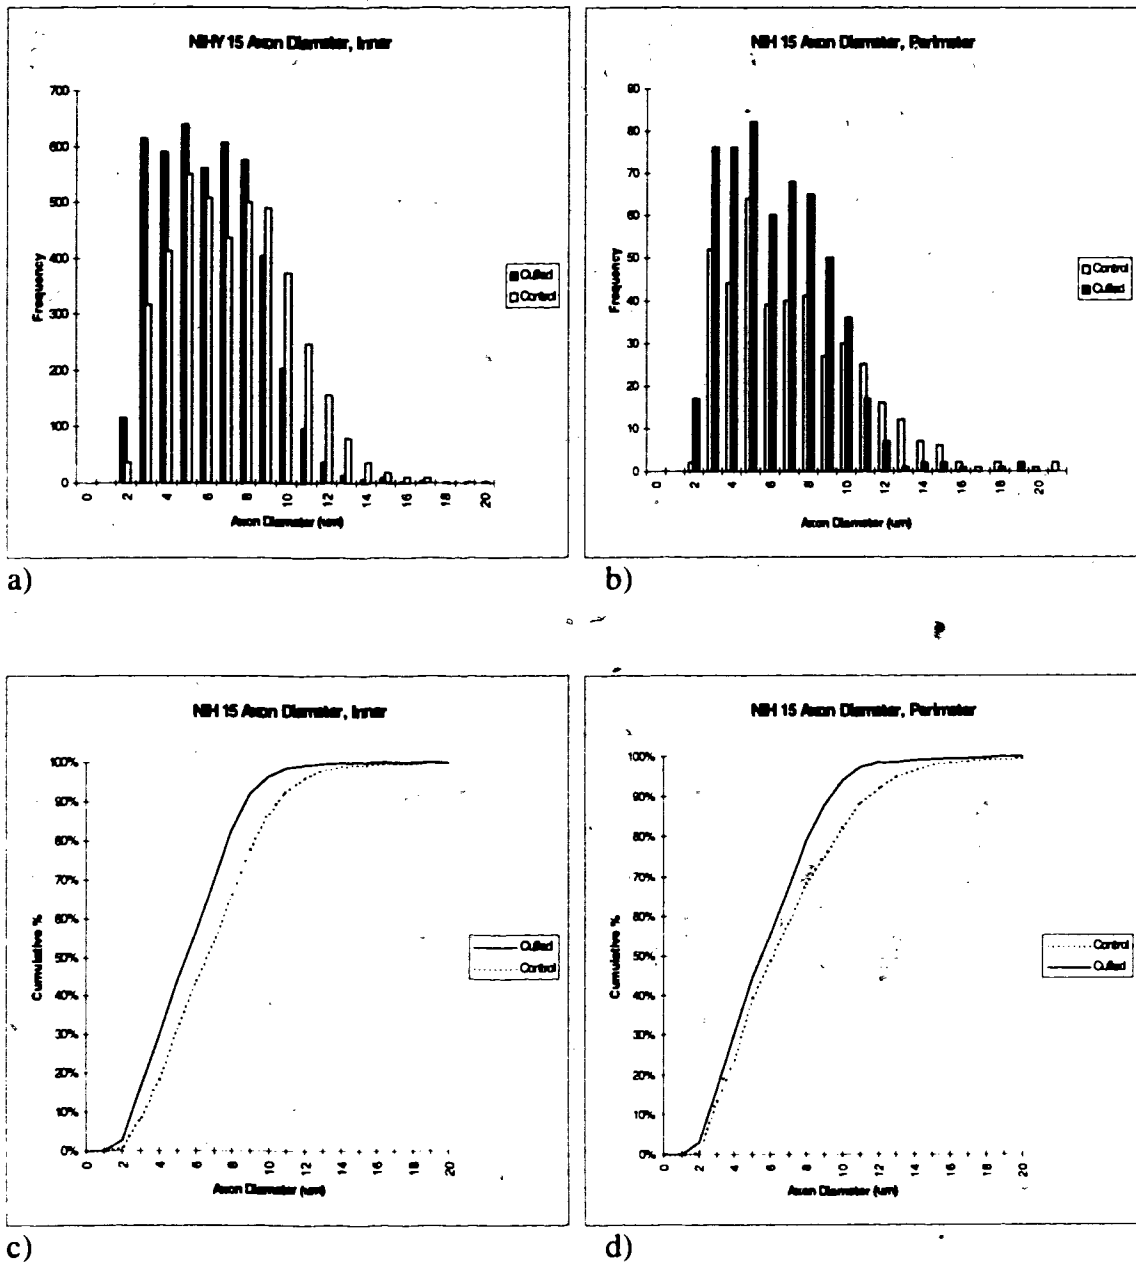 NIHY 15 Axon Diameter, Inner
700
600
500
400
300
200
100
0
Frequency
0 2 4 6 8 10 12 14 16 18 20
Axon Diameter (um)
Cuffed
Control
a)
NIH 15 Axon Diameter, Perimeter
90
80
70
60
50
40
30
20
10
0
Frequency
0 2 4 6 8 10 12 14 16 18 20
Axon Diameter (um)
Control
Cuffed
b)
NIH 15 Axon Diameter, Inner
100%
90%
80%
70%
60%
50%
40%
30%
20%
10%
0%
Cumulative %
0 2 4 6 8 10 12 14 16 18 20
Axon Diameter (um)
Cuffed
Control
c)
NIH 15 Axon Diameter, Perimeter
100%
90%
80%
70%
60%
50%
40%
30%
20%
10%
0%
Cumulative %
0 2 4 6 8 10 12 14 16 18 20
Axon Diameter (um)
Control
Cuffed
d)